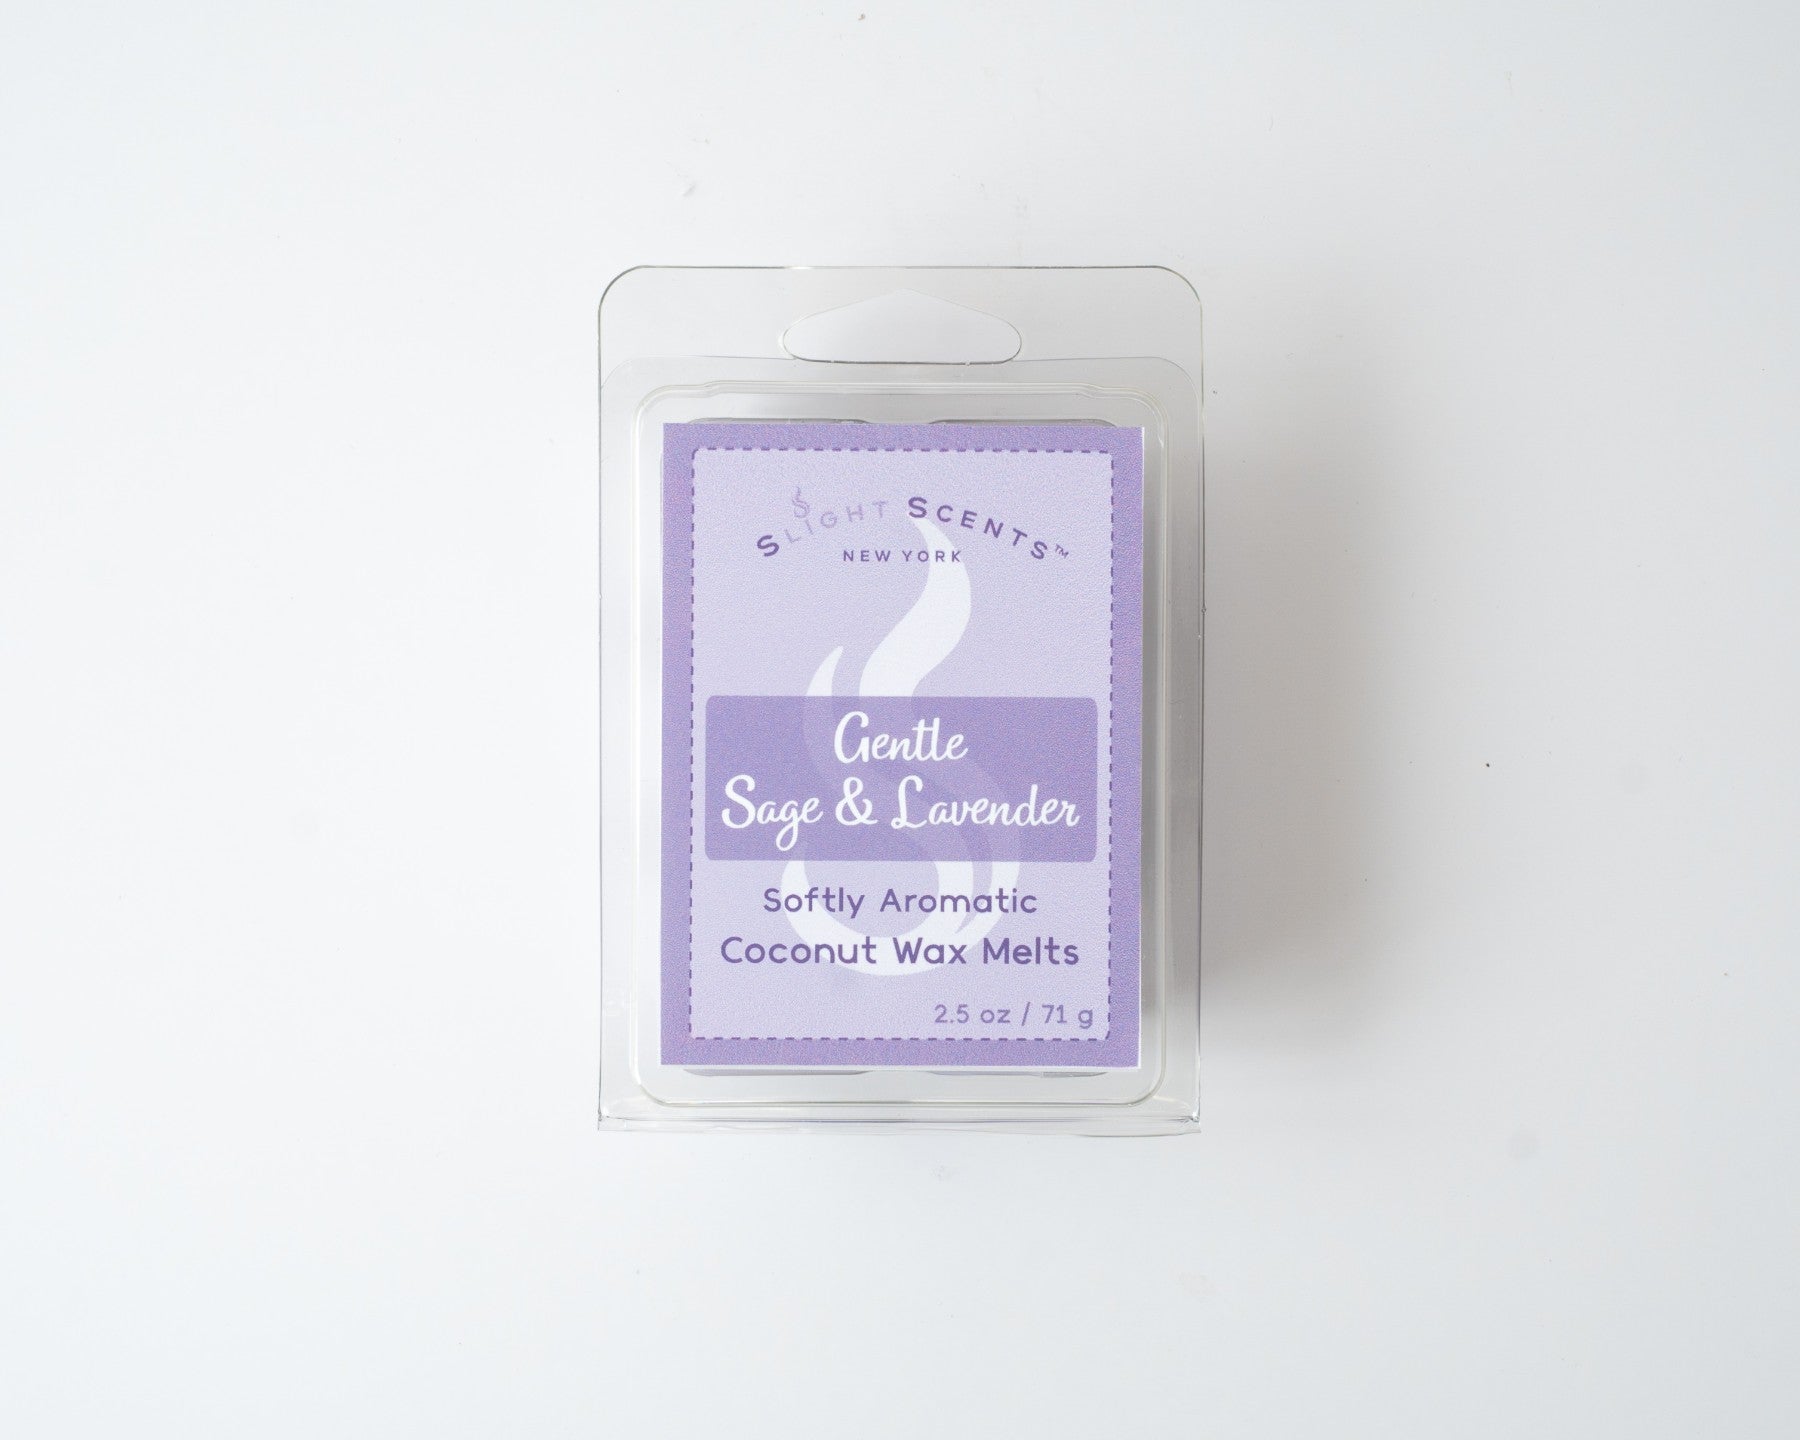 SLIGHT SCENTS™
NEW YORK
Gentle
Sage & Lavender
Softly Aromatic
Coconut Wax Melts
2.5 oz / 71 g